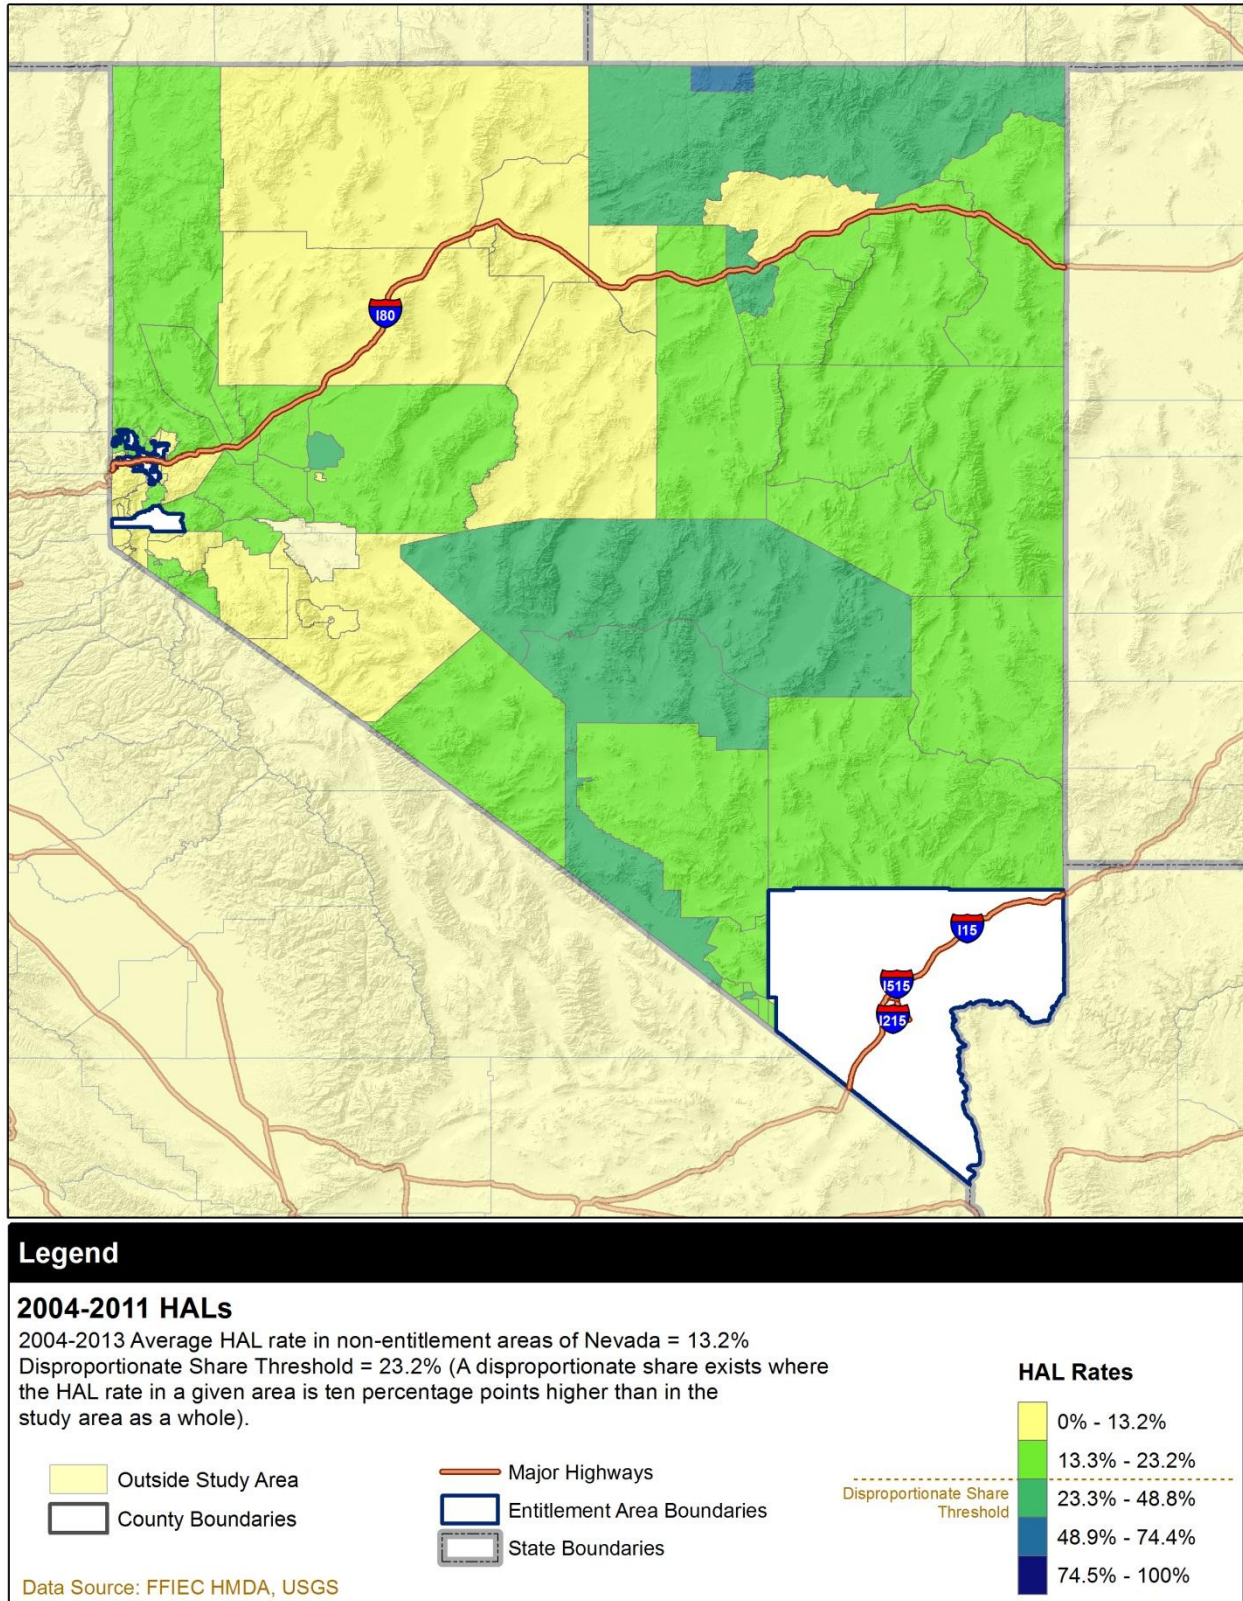 I80
I15
I515
I215
Legend
2004-2011 HALs
2004-2013 Average HAL rate in non-entitlement areas of Nevada = 13.2%
Disproportionate Share Threshold = 23.2% (A disproportionate share exists where
the HAL rate in a given area is ten percentage points higher than in the
study area as a whole).
Outside Study Area
County Boundaries
Major Highways
Entitlement Area Boundaries
State Boundaries
HAL Rates
0% - 13.2%
13.3% - 23.2%
Disproportionate Share
Threshold
23.3% - 48.8%
48.9% - 74.4%
74.5% - 100%
Data Source: FFIEC HMDA, USGS